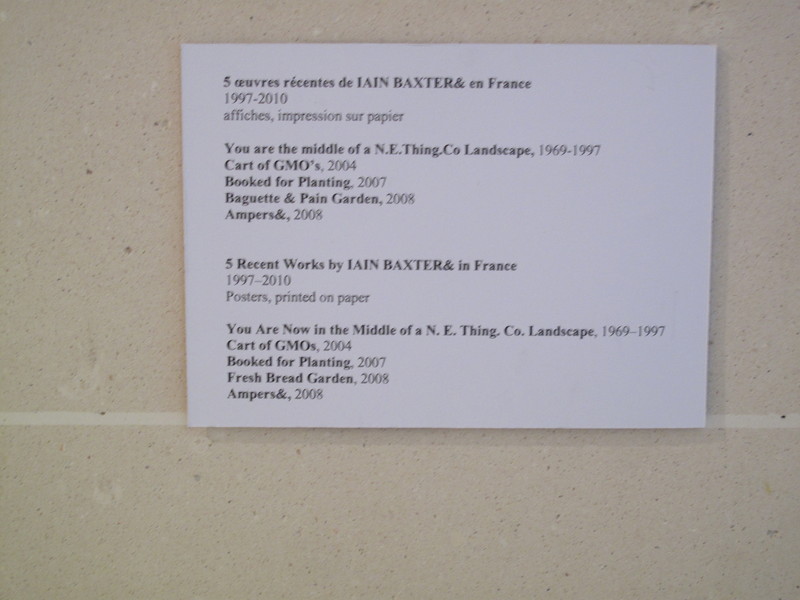 5 œuvres récentes de IAIN BAXTER& en France
1997-2010
affiches, impression sur papier
You are the middle of a N.E.Thing.Co Landscape, 1969-1997
Cart of GMO's, 2004
Booked for Planting, 2007
Baguette & Pain Garden, 2008
Ampers&, 2008
5 Recent Works by IAIN BAXTER& in France
1997–2010
Posters, printed on paper
You Are Now in the Middle of a N. E. Thing. Co. Landscape, 1969–1997
Cart of GMOs, 2004
Booked for Planting, 2007
Fresh Bread Garden, 2008
Ampers&, 2008